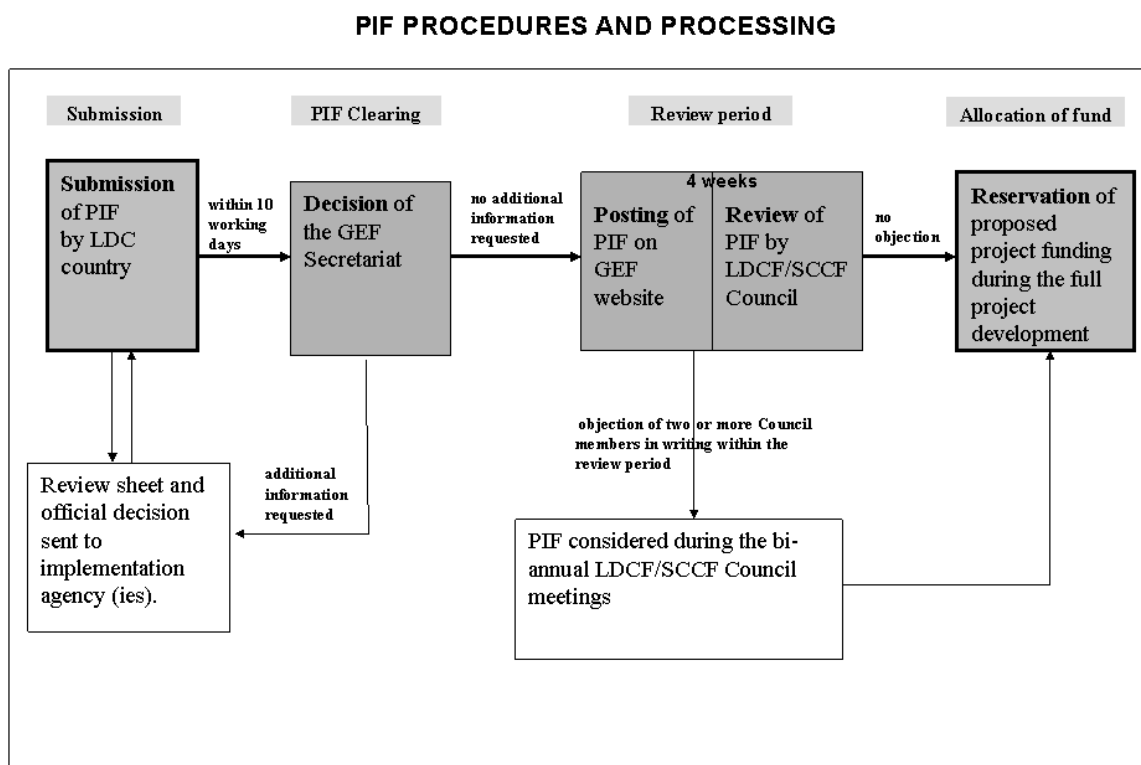 PIF PROCEDURES AND PROCESSING
Submission
PIF Clearing
Review period
Allocation of fund
Submission
of PIF
by LDC
country
within 10
working
days
Decision of
the GEF
Secretariat
no additional
information
requested
4 weeks
Posting of
PIF on
GEF
website
Review of
PIF by
LDCF/SCCF
Council
no
objection
Reservation of
proposed
project funding
during the full
project
development
Review sheet and
official decision
sent to
implementation
agency (ies).
additional
information
requested
objection of two or more Council
members in writing within the
review period
PIF considered during the bi-
annual LDCF/SCCF Council
meetings